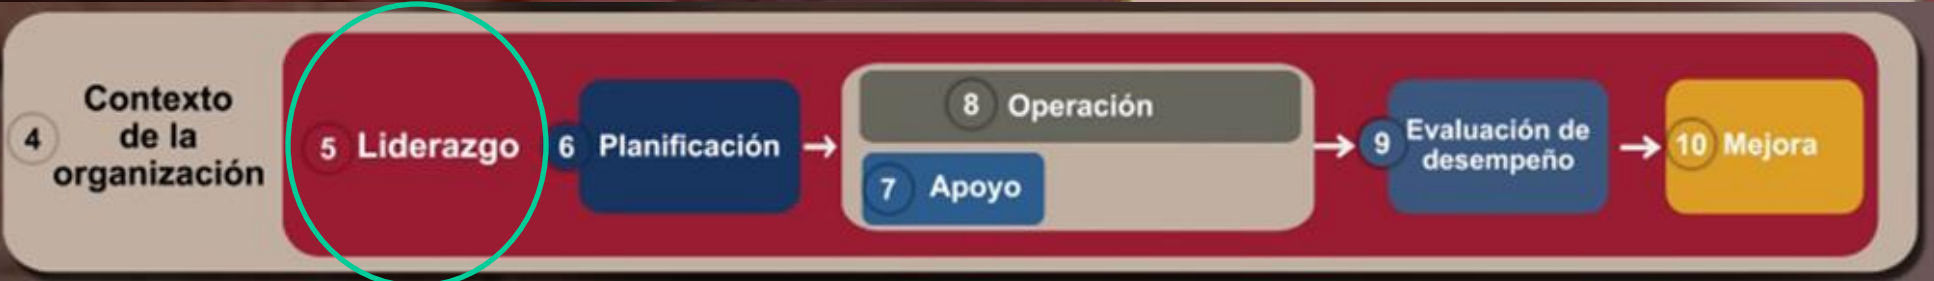 4
Contexto
de la
organización
5 Liderazgo
6 Planificación
8 Operación
7 Apoyo
9 Evaluación de
desempeño
10 Mejora